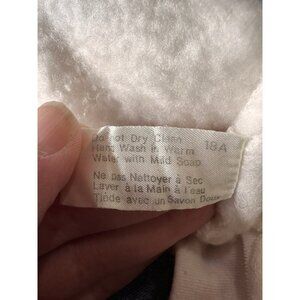 Do not Dry Clean
Hand Wash in Warm 18A
Water with Mild Soap
Ne pas Nettoyer à Sec
Laver à la Main à l'eau
Tiède avec un Savon Doux